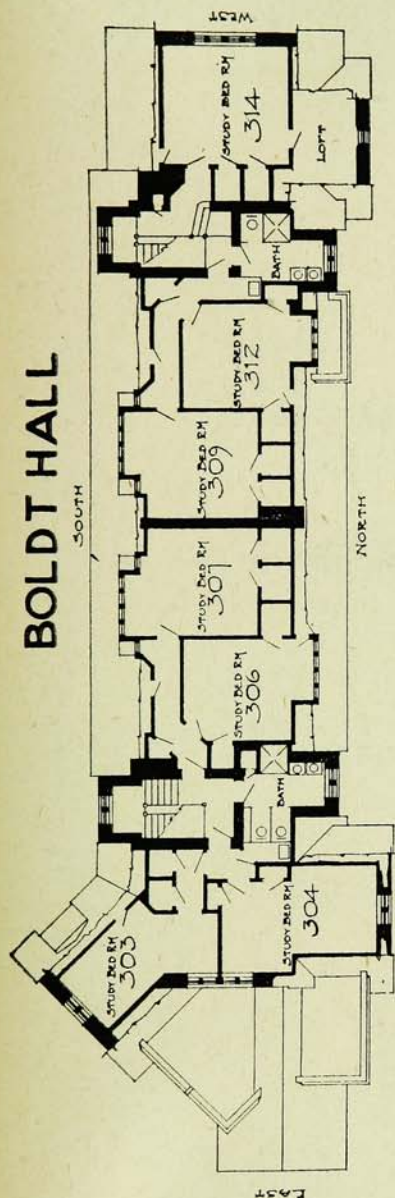 BOLDT HALL
SOUTH
WEST
STUDY BED RM
314
LOFT
BATH
STUDY BED RM
312
STUDY BED RM
309
STUDY BED RM
307
STUDY BED RM
306
BATH
STUDY BED RM
303
STUDY BED RM
304
NORTH
EAST